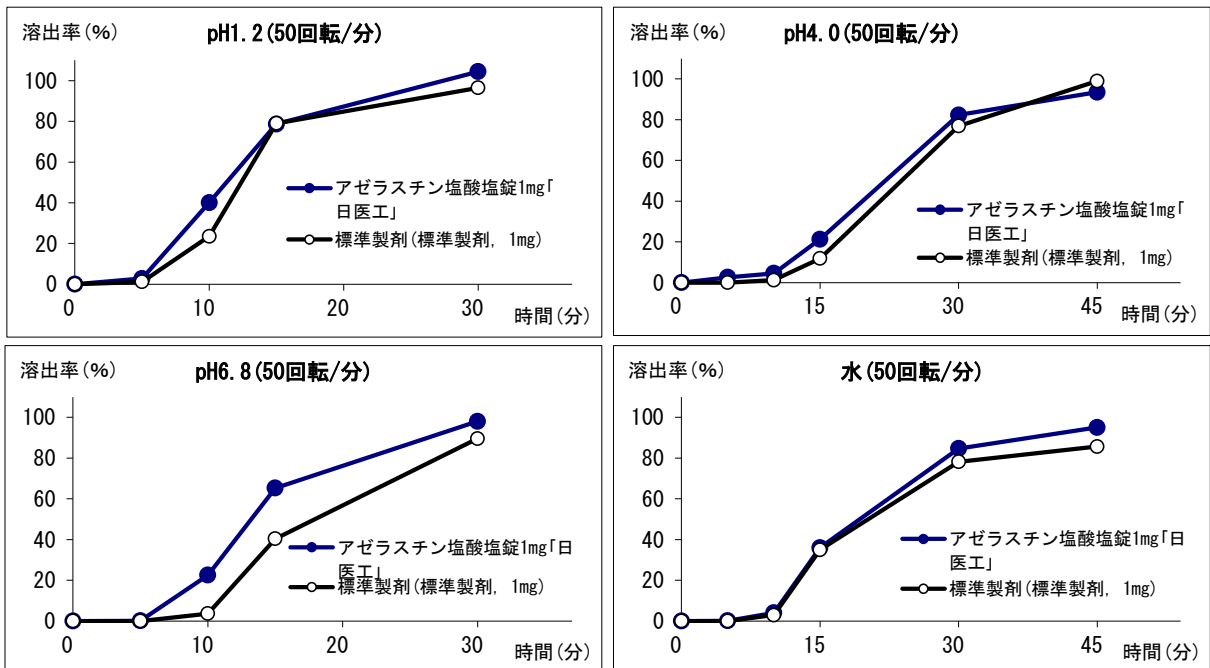 溶出率(%)
pH1.2(50回転/分)
100
80
60
40
20
0
アゼラスチン塩酸塩錠1mg「
日医工」
標準製剤(標準製剤, 1mg)
0
10
20
30
時間(分)
溶出率(%)
pH4.0(50回転/分)
100
80
60
40
20
0
アゼラスチン塩酸塩錠1mg「
日医工」
標準製剤(標準製剤, 1mg)
0
15
30
45
時間(分)
溶出率(%)
pH6.8(50回転/分)
100
80
60
40
20
0
アゼラスチン塩酸塩錠1mg「日
医工」
標準製剤(標準製剤, 1mg)
0
10
20
30
時間(分)
溶出率(%)
水(50回転/分)
100
80
60
40
20
0
アゼラスチン塩酸塩錠1mg「日
医工」
標準製剤(標準製剤, 1mg)
0
15
30
45
時間(分)